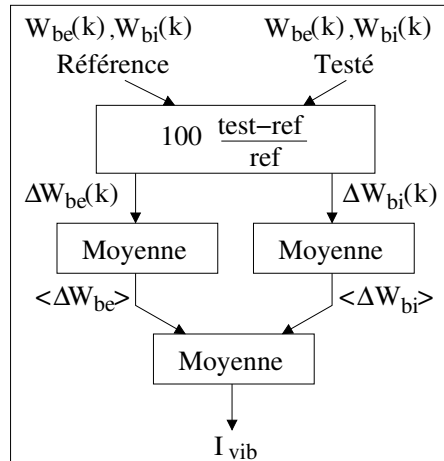 W_be(k) ,W_bi(k) W_be(k) ,W_bi(k)
Référence Testé
100 test−ref
ref
ΔW_be(k) ΔW_bi(k)
Moyenne Moyenne
<ΔW_be> <ΔW_bi>
Moyenne
I_vib